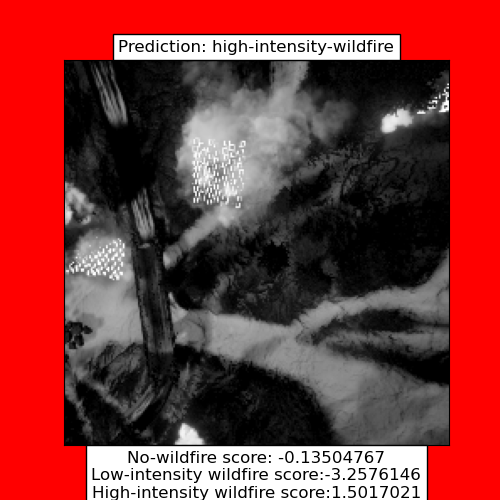 Prediction: high-intensity-wildfire
No-wildfire score: -0.13504767
Low-intensity wildfire score:-3.2576146
High-intensity wildfire score:1.5017021